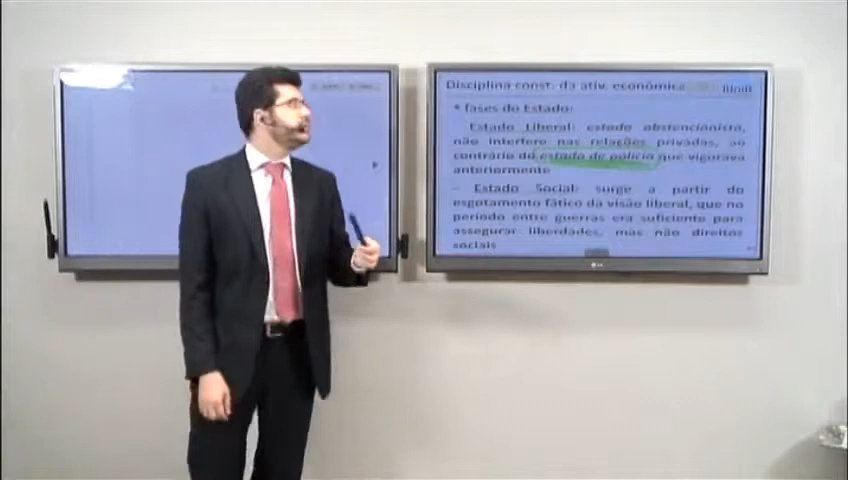 Disciplina const. da ativ. econômica
* fases do Estado:
Estado Liberal: estado abstencionista,
não interfere nas relações privadas, ao
contrário do estado de polícia que vigorava
anteriormente
- Estado Social: surge a partir do
esgotamento fático da visão liberal, que no
período entre guerras era suficiente para
assegurar liberdades, mas não direitos
sociais
LG